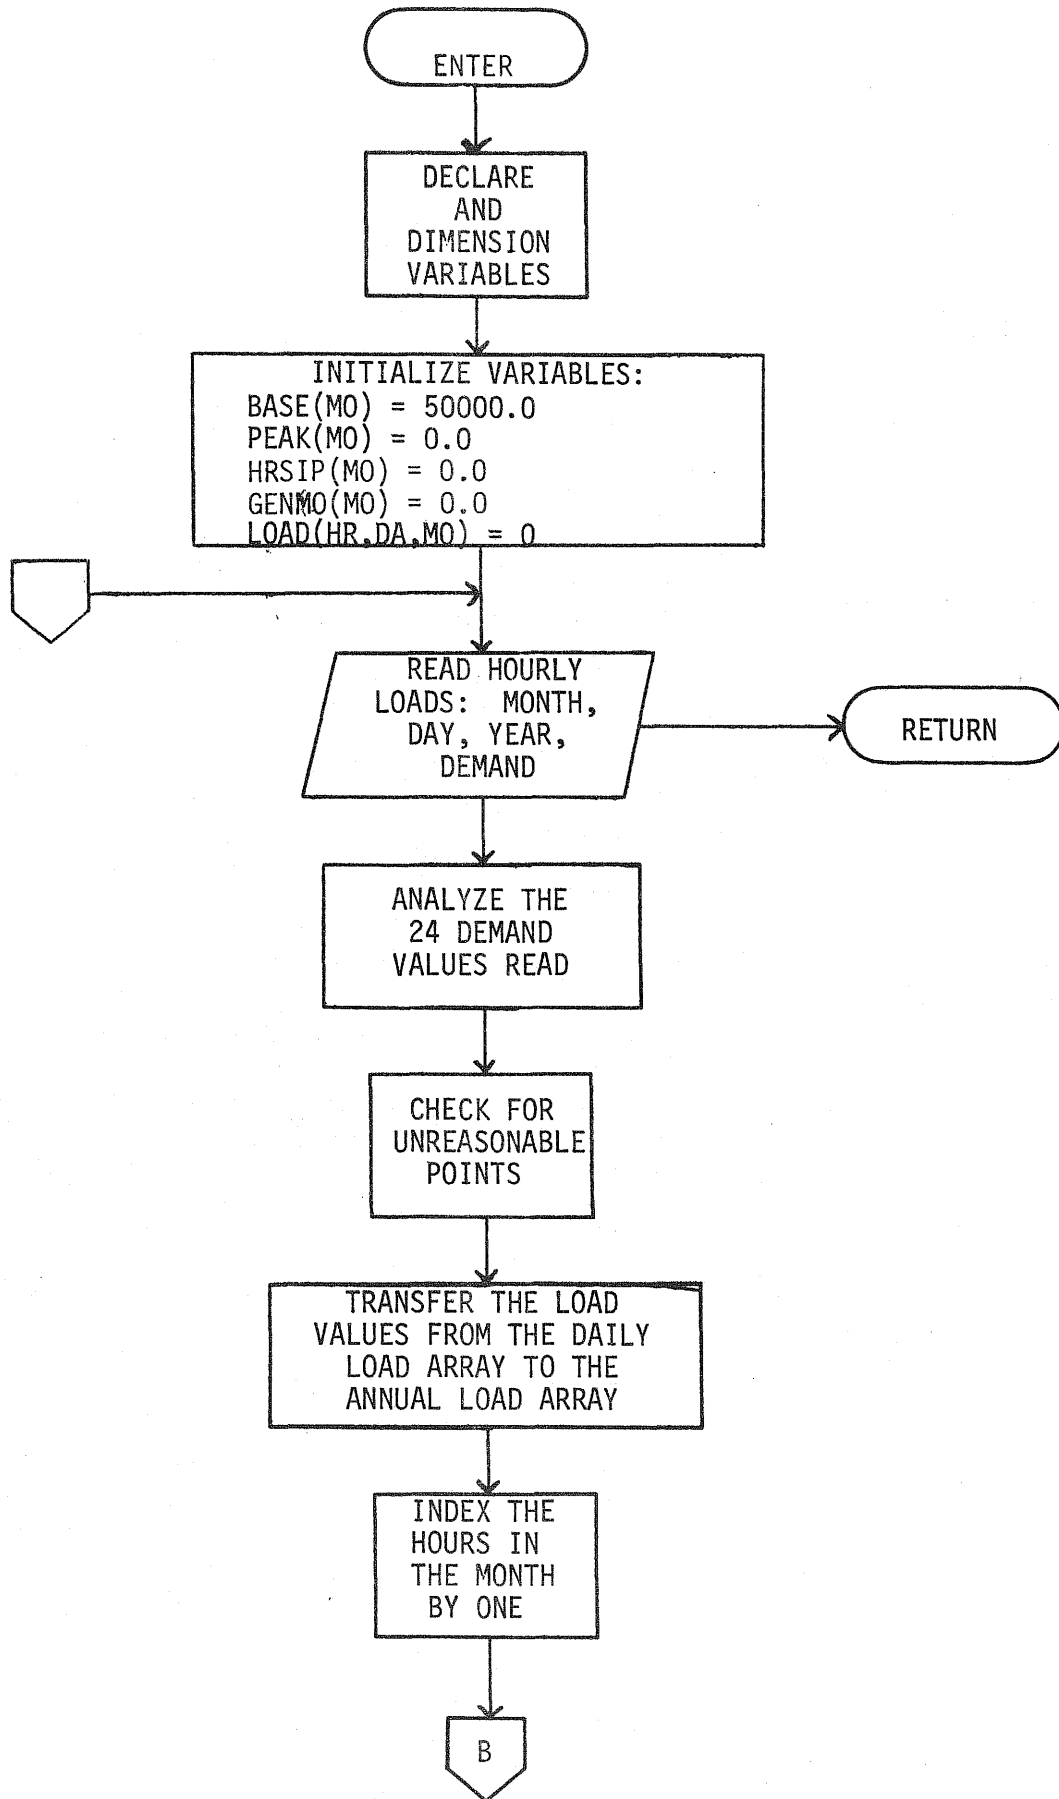 ENTER
DECLARE
AND
DIMENSION
VARIABLES
INITIALIZE VARIABLES:
BASE(MO) = 50000.0
PEAK(MO) = 0.0
HRSIP(MO) = 0.0
GENMO(MO) = 0.0
LOAD(HR,DA,MO) = 0
READ HOURLY
LOADS: MONTH,
DAY, YEAR,
DEMAND
RETURN
ANALYZE THE
24 DEMAND
VALUES READ
CHECK FOR
UNREASONABLE
POINTS
TRANSFER THE LOAD
VALUES FROM THE DAILY
LOAD ARRAY TO THE
ANNUAL LOAD ARRAY
INDEX THE
HOURS IN
THE MONTH
BY ONE
B